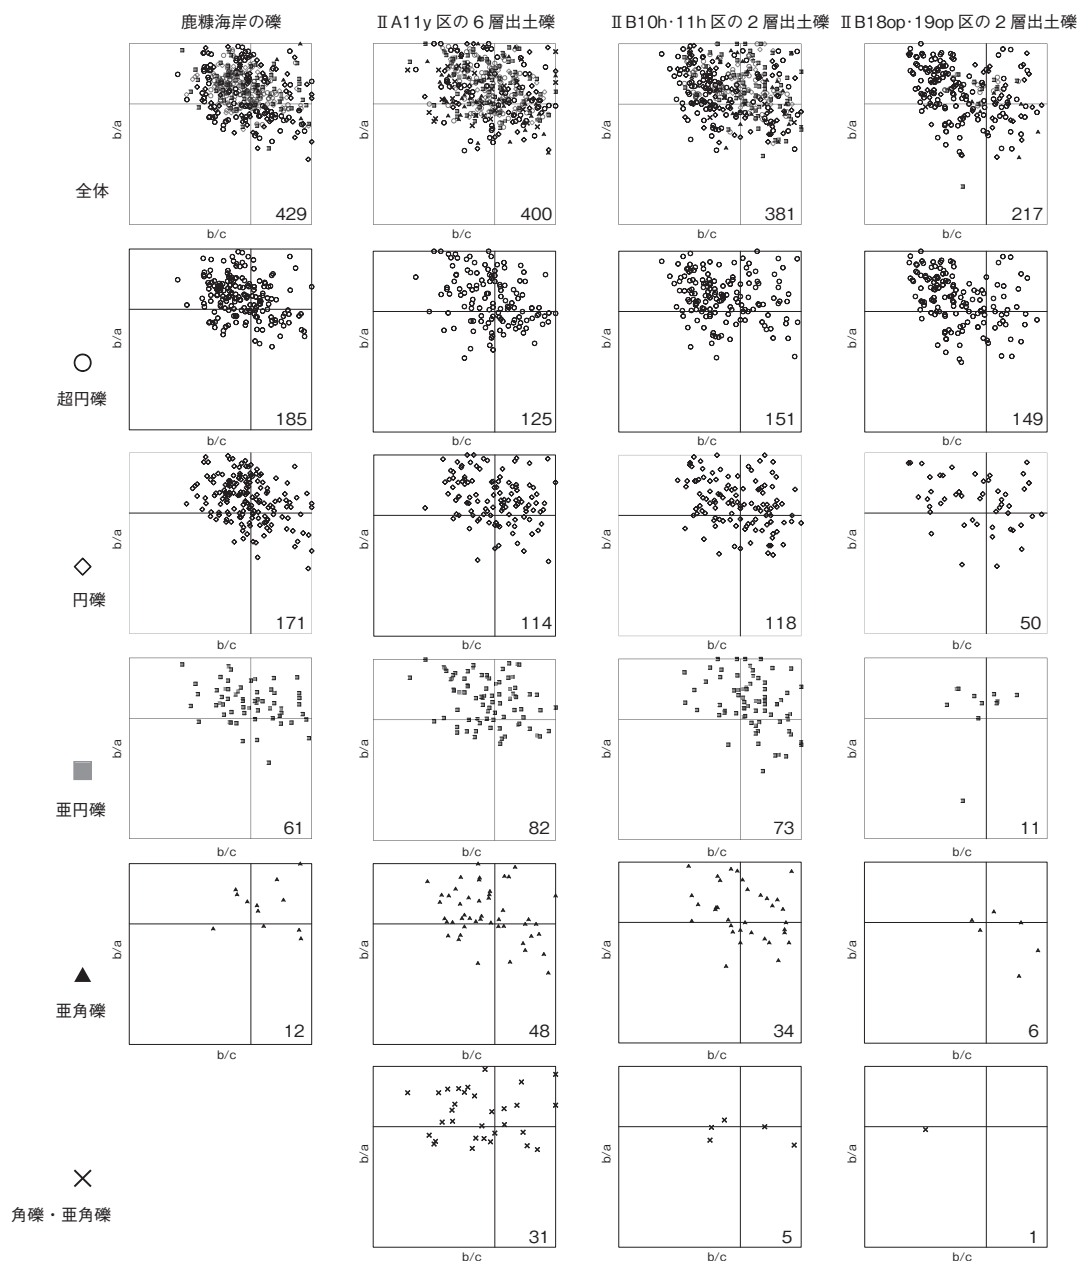 鹿糠海岸の礫
ⅡA11y 区の 6 層出土礫
ⅡB10h･11h 区の 2 層出土礫
ⅡB18op･19op 区の 2 層出土礫
全体
b/a
b/c
429
b/a
b/c
400
b/a
b/c
381
b/a
b/c
217
超円礫
b/a
b/c
185
b/a
b/c
125
b/a
b/c
151
b/a
b/c
149
円礫
b/a
b/c
171
b/a
b/c
114
b/a
b/c
118
b/a
b/c
50
亜円礫
b/a
b/c
61
b/a
b/c
82
b/a
b/c
73
b/a
b/c
11
亜角礫
b/a
b/c
12
b/a
b/c
48
b/a
b/c
34
b/a
b/c
6
角礫・亜角礫
b/a
b/c
31
b/a
b/c
5
b/a
b/c
1